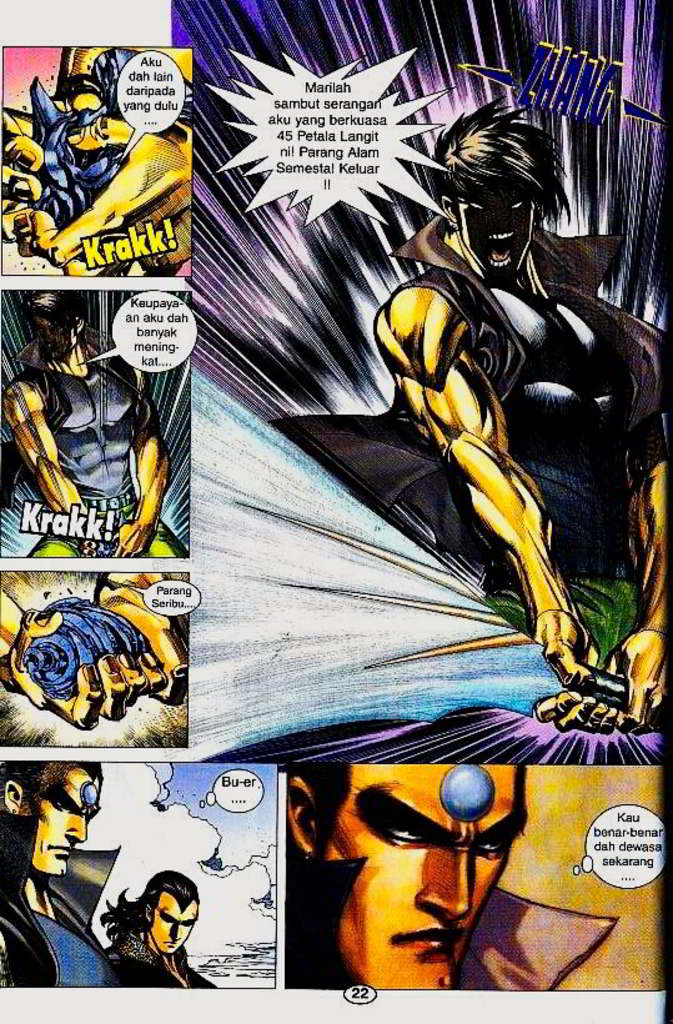 Aku
dah lain
daripada
yang dulu
....
Krakk!
Keupaya-
an aku dah
banyak
mening-
kat....
Krakk!
Parang
Seribu...
Marilah
sambut serangan
aku yang berkuasa
45 Petala Langit
ni! Parang Alam
Semesta! Keluar
!!
ZHANG
Bu-er
....
Kau
benar-benar
dah dewasa
sekarang
....
22